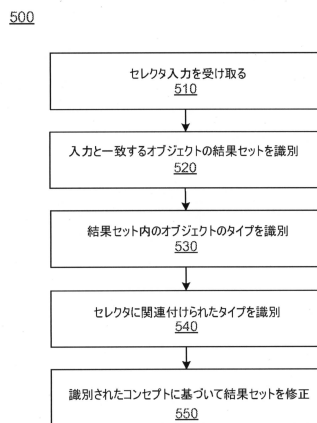 500
セレクタ入力を受け取る
510
入力と一致するオブジェクトの結果セットを識別
520
結果セット内のオブジェクトのタイプを識別
530
セレクタに関連付けられたタイプを識別
540
識別されたコンセプトに基づいて結果セットを修正
550